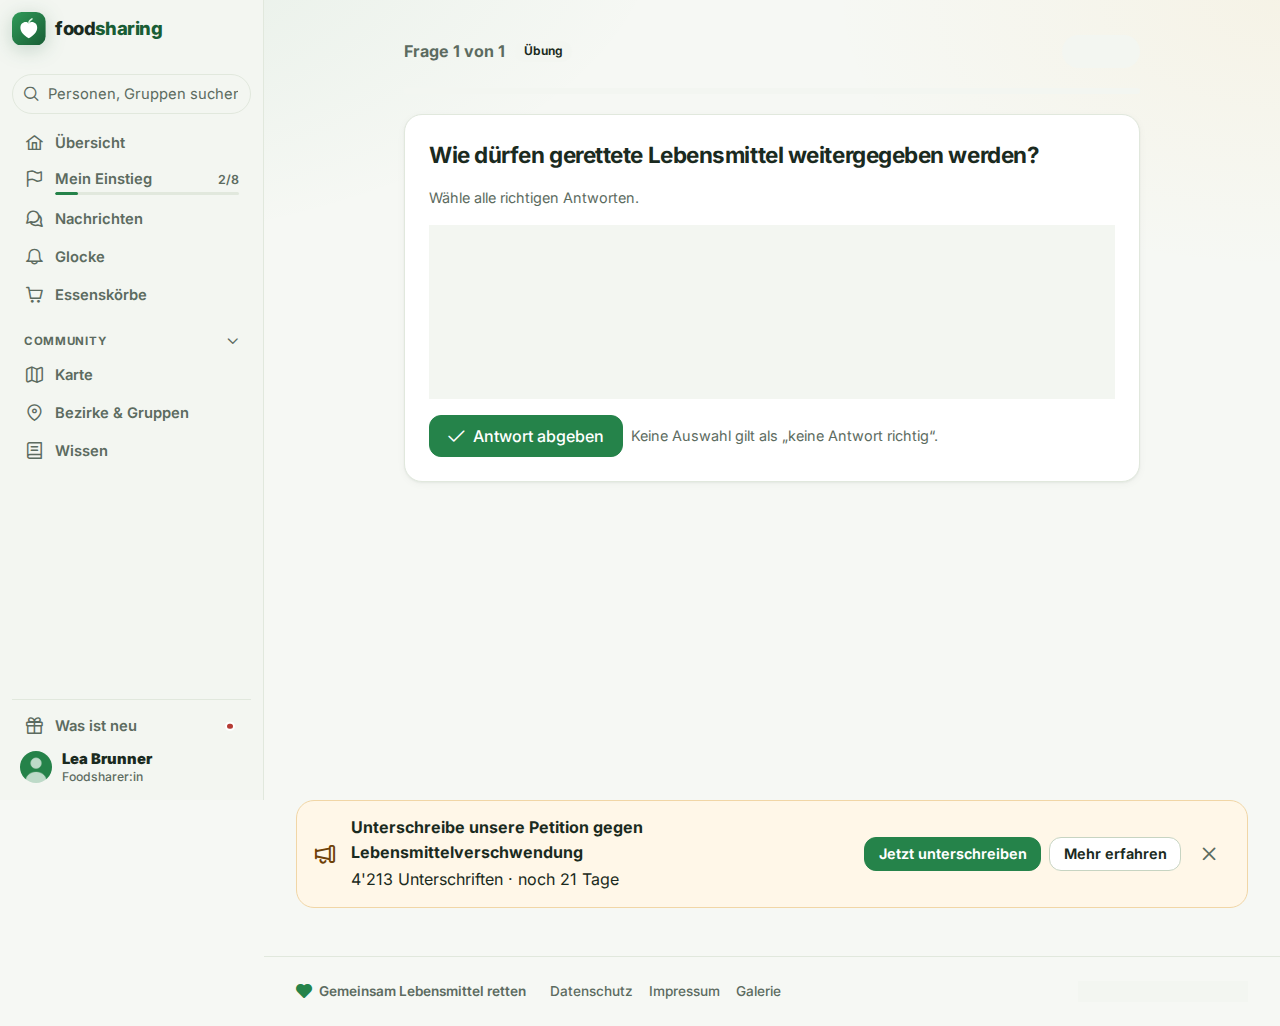 foodsharing
Personen, Gruppen sucher
Übersicht
Mein Einstieg 2/8
Nachrichten
Glocke
Essenskörbe
COMMUNITY
Karte
Bezirke & Gruppen
Wissen
Was ist neu
Lea Brunner
Foodsharer:in
Frage 1 von 1 Übung
Wie dürfen gerettete Lebensmittel weitergegeben werden?
Wähle alle richtigen Antworten.
Antwort abgeben Keine Auswahl gilt als „keine Antwort richtig“.
Unterschreibe unsere Petition gegen
Lebensmittelverschwendung
4'213 Unterschriften · noch 21 Tage
Jetzt unterschreiben Mehr erfahren
Gemeinsam Lebensmittel retten Datenschutz Impressum Galerie